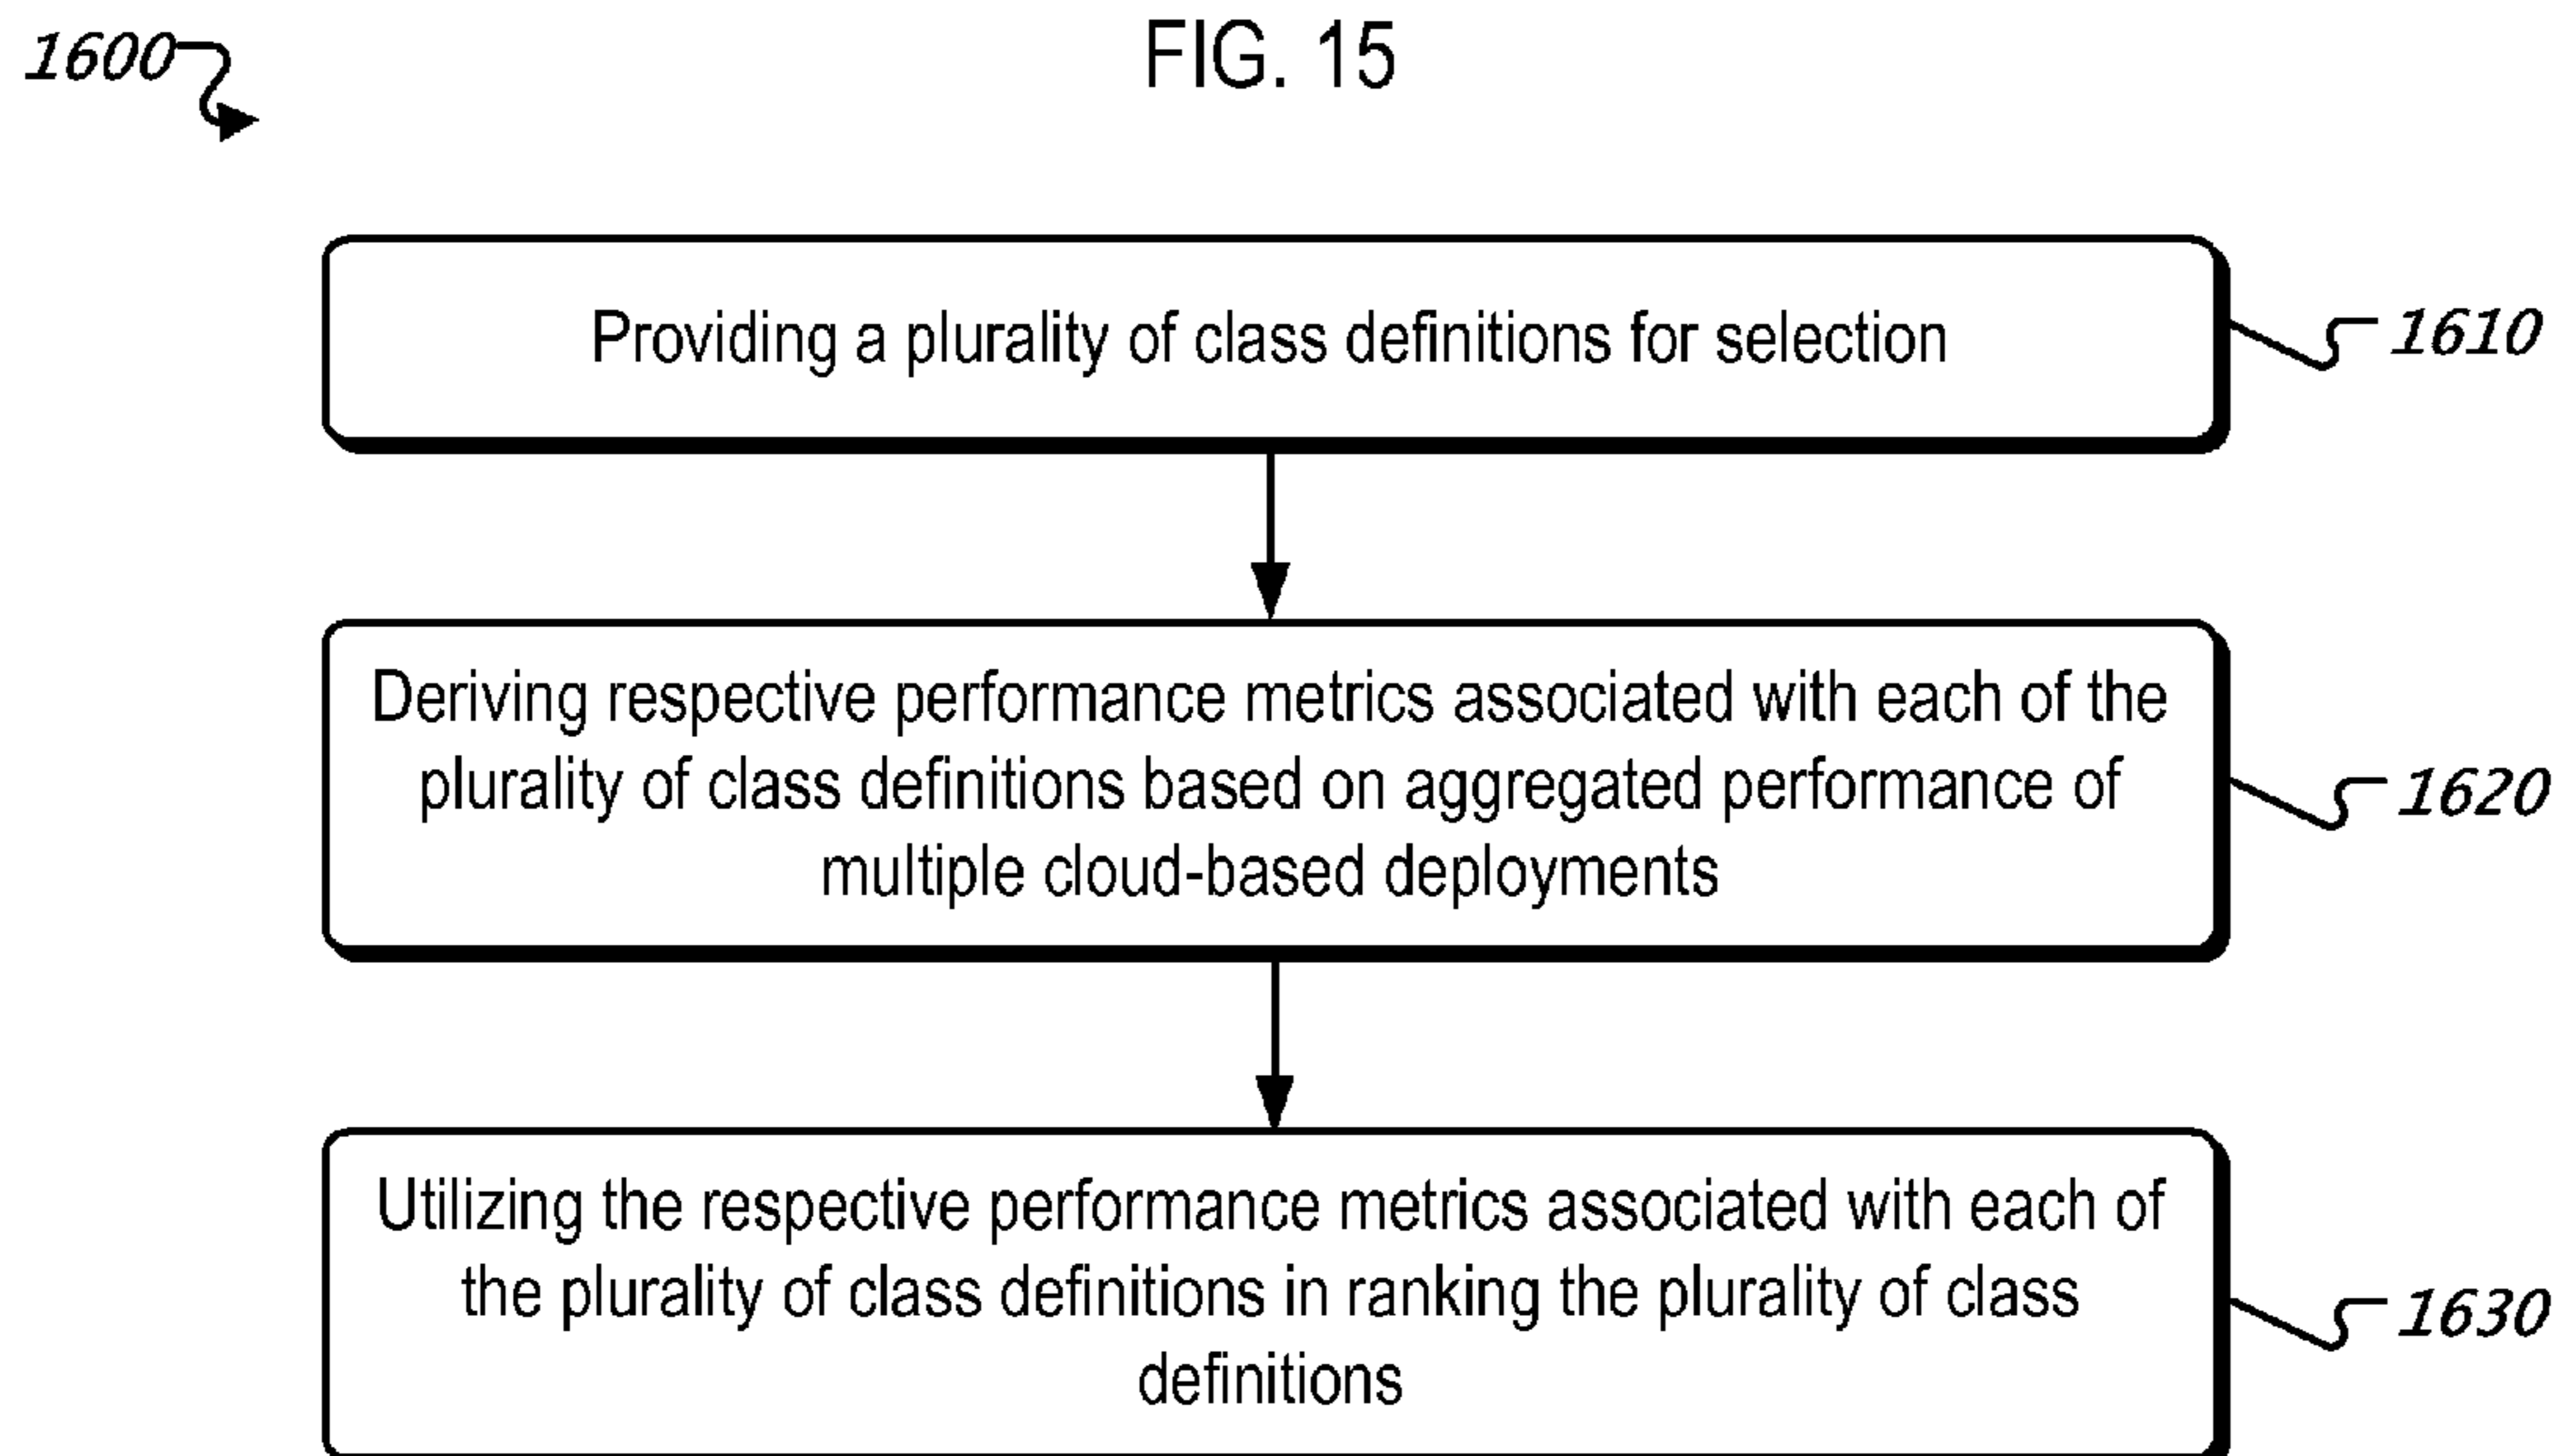 FIG. 15
1600
Providing a plurality of class definitions for selection
1610
Deriving respective performance metrics associated with each of the
plurality of class definitions based on aggregated performance of
multiple cloud-based deployments
1620
Utilizing the respective performance metrics associated with each of
the plurality of class definitions in ranking the plurality of class
definitions
1630